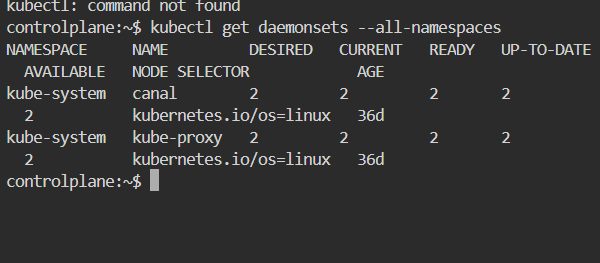 kubectl: command not found
controlplane:~$ kubectl get daemonsets --all-namespaces
NAMESPACE NAME DESIRED CURRENT READY UP-TO-DATE
AVAILABLE NODE SELECTOR AGE
kube-system canal 2 2 2 2
2 kubernetes.io/os=linux 36d
kube-system kube-proxy 2 2 2 2
2 kubernetes.io/os=linux 36d
controlplane:~$